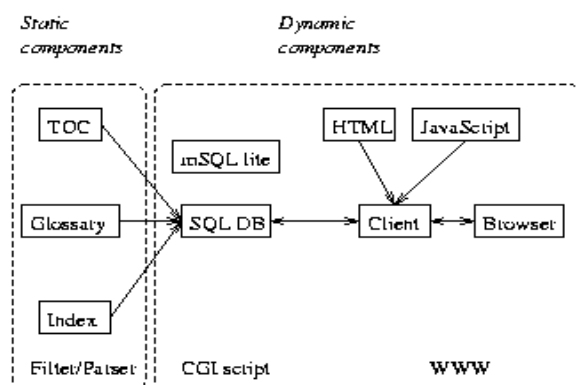 Static
components
Dynamic
components
TOC
HTML
JavaScript
mSQL lite
Glossary
SQL DB
Client
Browser
Index
Filter/Parser
CGI script
WWW